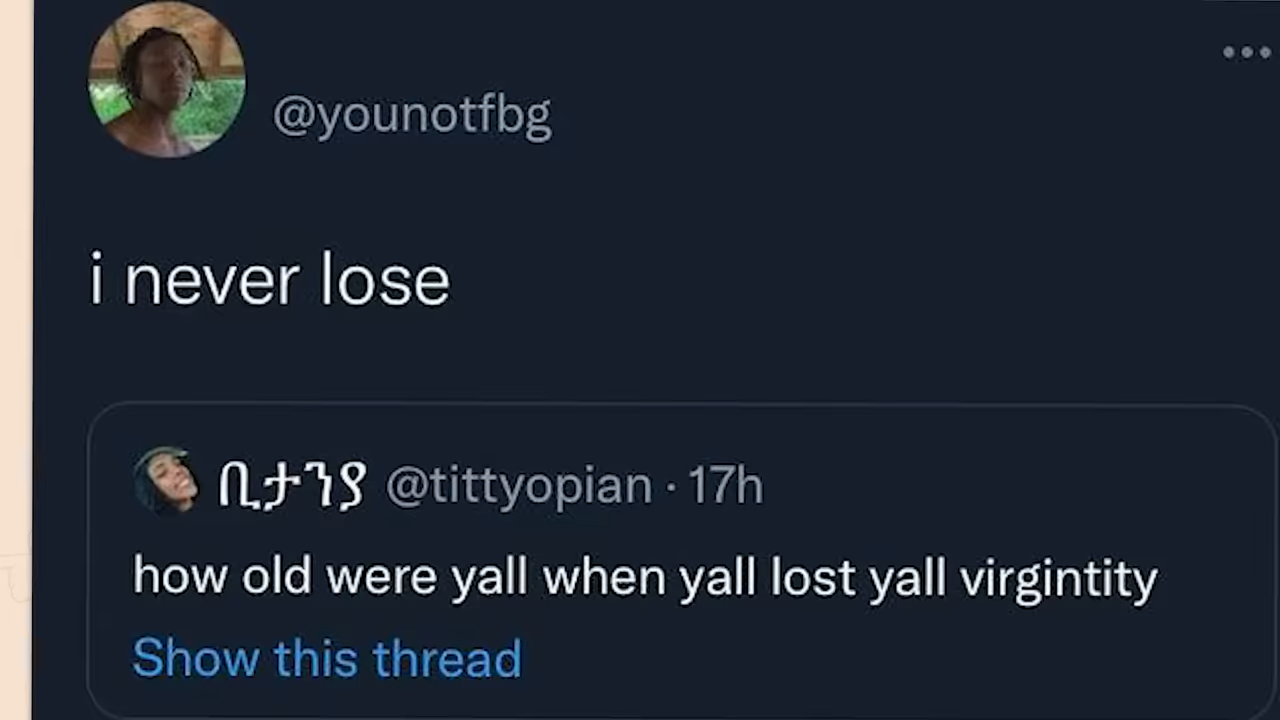 @younotfbg
i never lose
ቢታንያ @tittyopian · 17h
how old were yall when yall lost yall virgintity
Show this thread